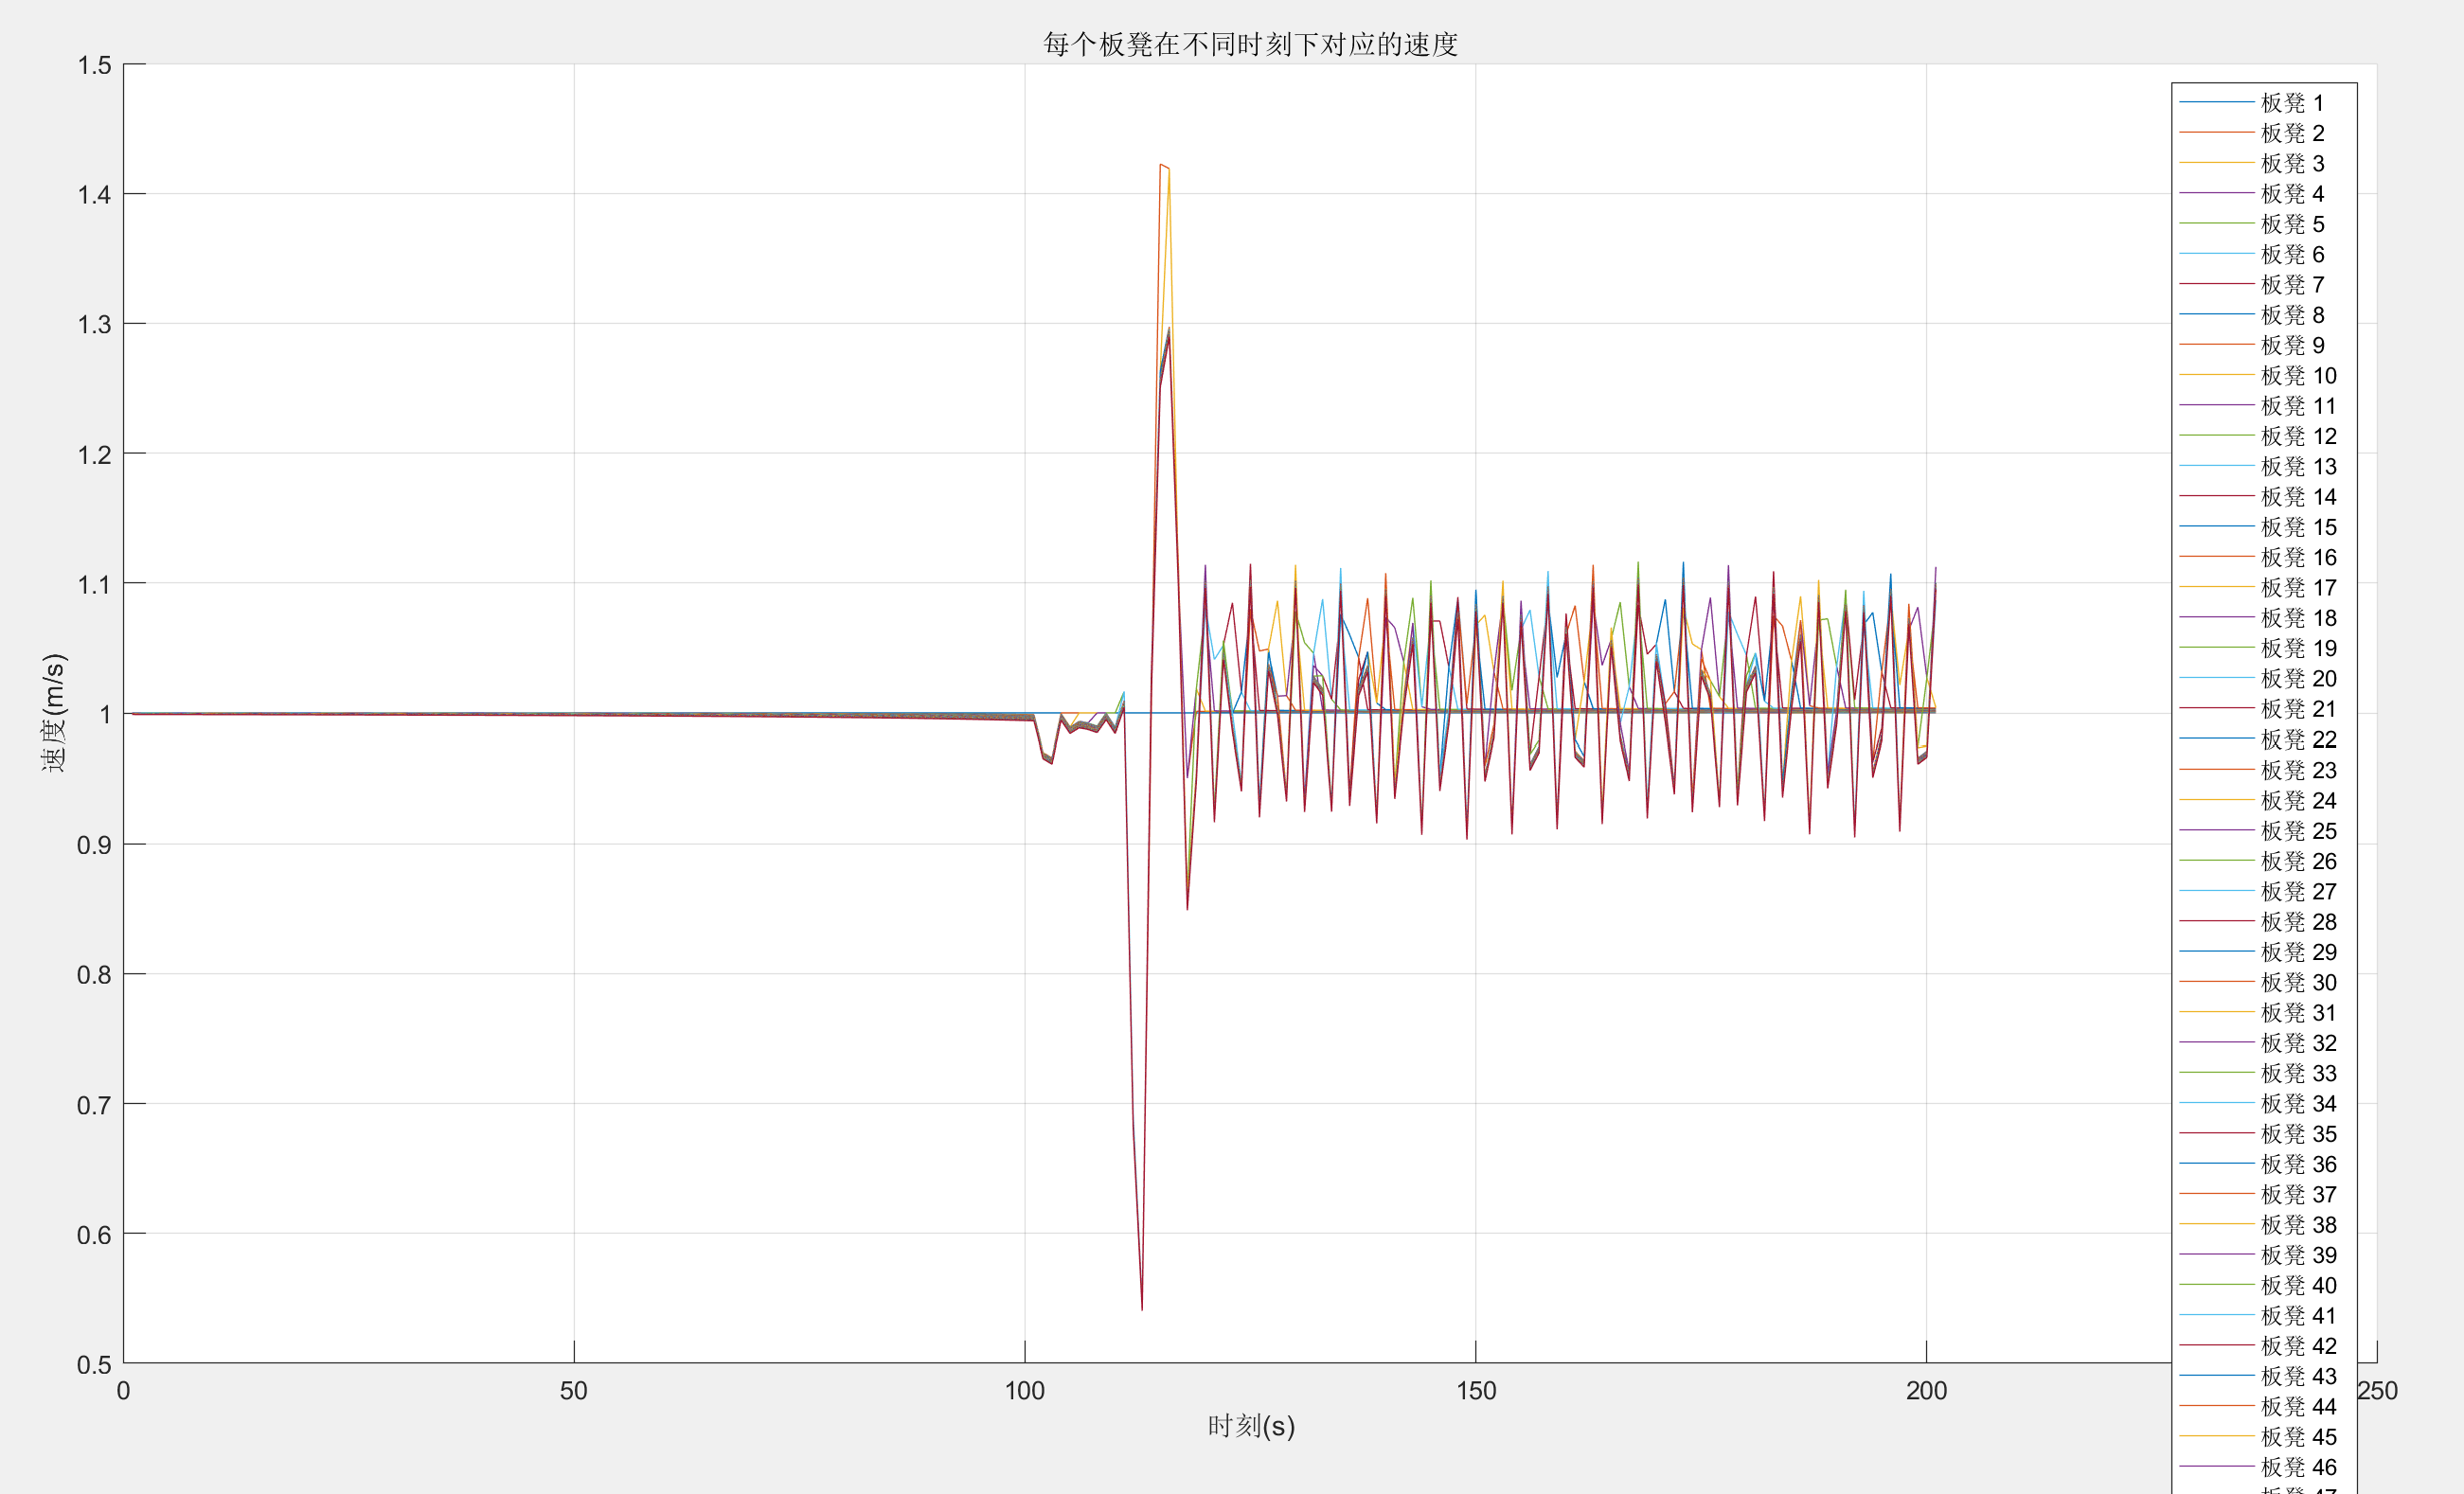 每个板凳在不同时刻下对应的速度
1.5
1.4
1.3
1.2
1.1
1
0.9
0.8
0.7
0.6
0.5
速度(m/s)
0
50
100
150
200
250
时刻(s)
板凳 1
板凳 2
板凳 3
板凳 4
板凳 5
板凳 6
板凳 7
板凳 8
板凳 9
板凳 10
板凳 11
板凳 12
板凳 13
板凳 14
板凳 15
板凳 16
板凳 17
板凳 18
板凳 19
板凳 20
板凳 21
板凳 22
板凳 23
板凳 24
板凳 25
板凳 26
板凳 27
板凳 28
板凳 29
板凳 30
板凳 31
板凳 32
板凳 33
板凳 34
板凳 35
板凳 36
板凳 37
板凳 38
板凳 39
板凳 40
板凳 41
板凳 42
板凳 43
板凳 44
板凳 45
板凳 46